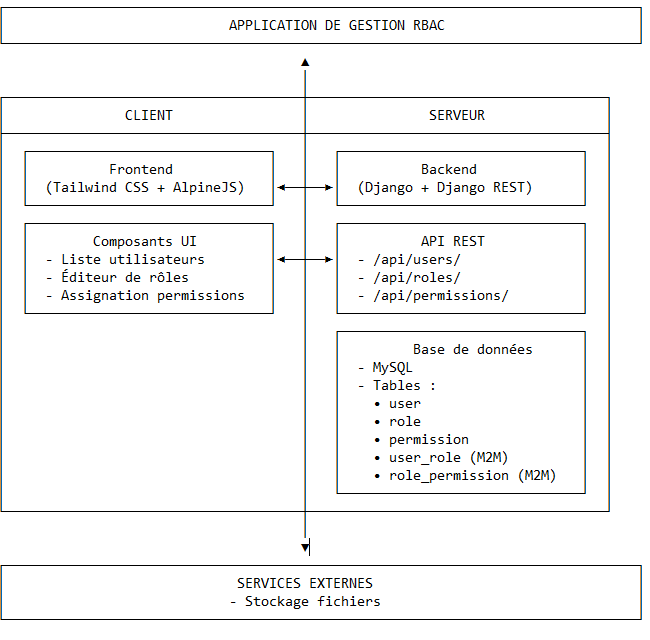 APPLICATION DE GESTION RBAC
CLIENT
SERVEUR
Frontend
(Tailwind CSS + AlpineJS)
Backend
(Django + Django REST)
Composants UI
- Liste utilisateurs
- Éditeur de rôles
- Assignation permissions
API REST
- /api/users/
- /api/roles/
- /api/permissions/
Base de données
- MySQL
- Tables :
• user
• role
• permission
• user_role (M2M)
• role_permission (M2M)
SERVICES EXTERNES
- Stockage fichiers